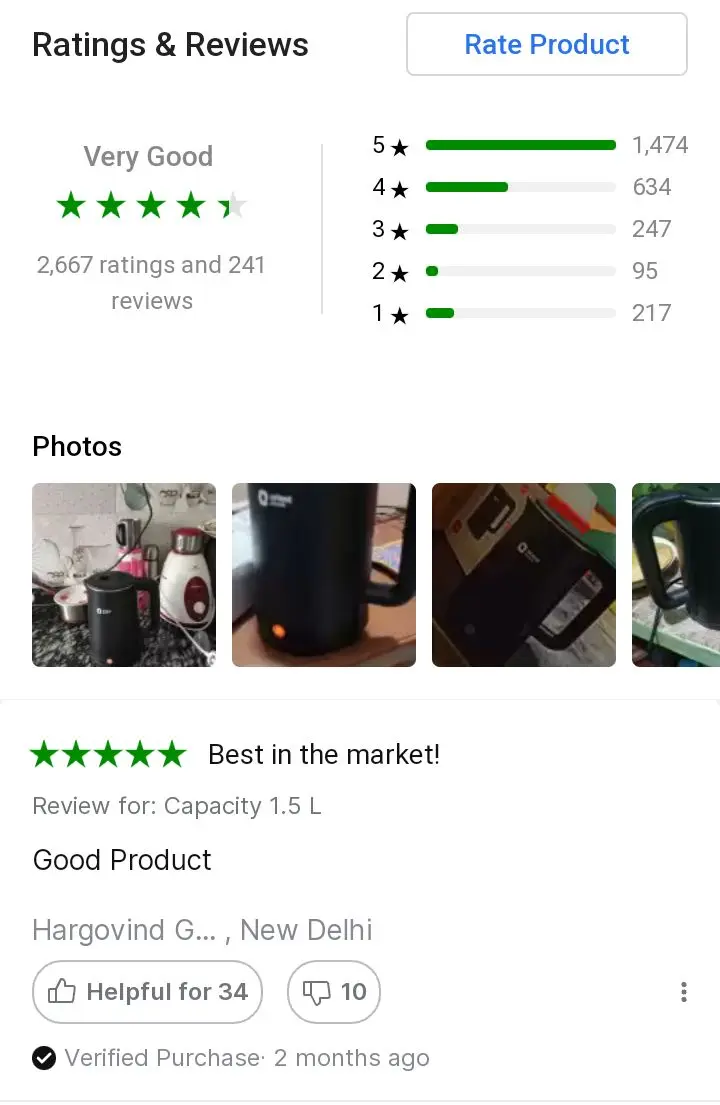 Ratings & Reviews
Rate Product
Very Good
2,667 ratings and 241
reviews
5★ 1,474
4★ 634
3★ 247
2★ 95
1★ 217
Photos
★★★★★ Best in the market!
Review for: Capacity 1.5 L
Good Product
Hargovind G... , New Delhi
Helpful for 34
10
Verified Purchase· 2 months ago